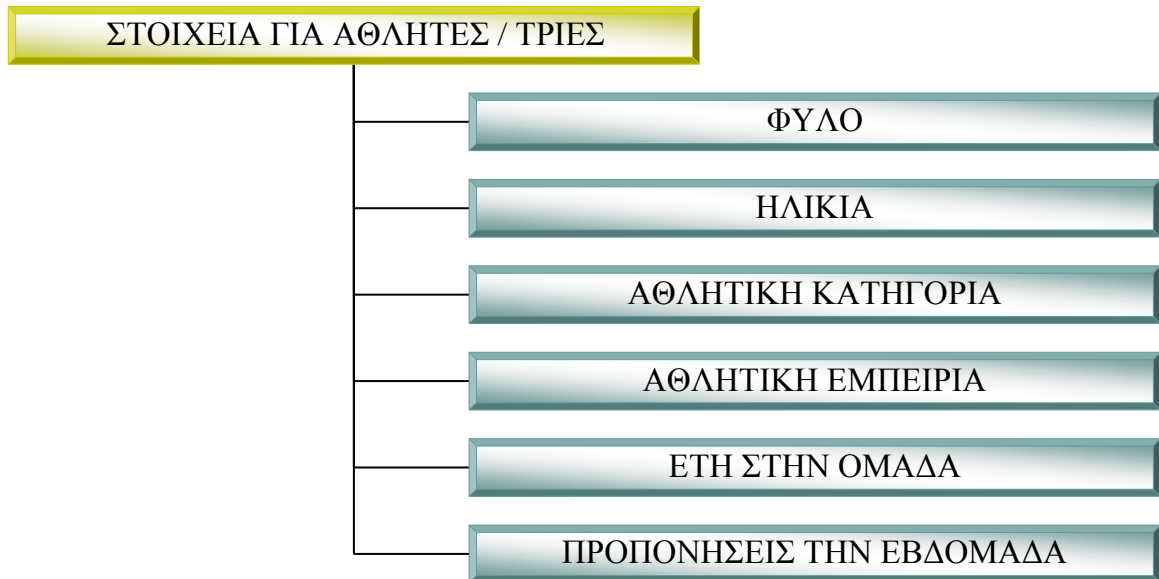 ΣΤΟΙΧΕΙΑ ΓΙΑ ΑΘΛΗΤΕΣ / ΤΡΙΕΣ
ΦΥΛΟ
ΗΛΙΚΙΑ
ΑΘΛΗΤΙΚΗ ΚΑΤΗΓΟΡΙΑ
ΑΘΛΗΤΙΚΗ ΕΜΠΕΙΡΙΑ
ΕΤΗ ΣΤΗΝ ΟΜΑΔΑ
ΠΡΟΠΟΝΗΣΕΙΣ ΤΗΝ ΕΒΔΟΜΑΔΑ